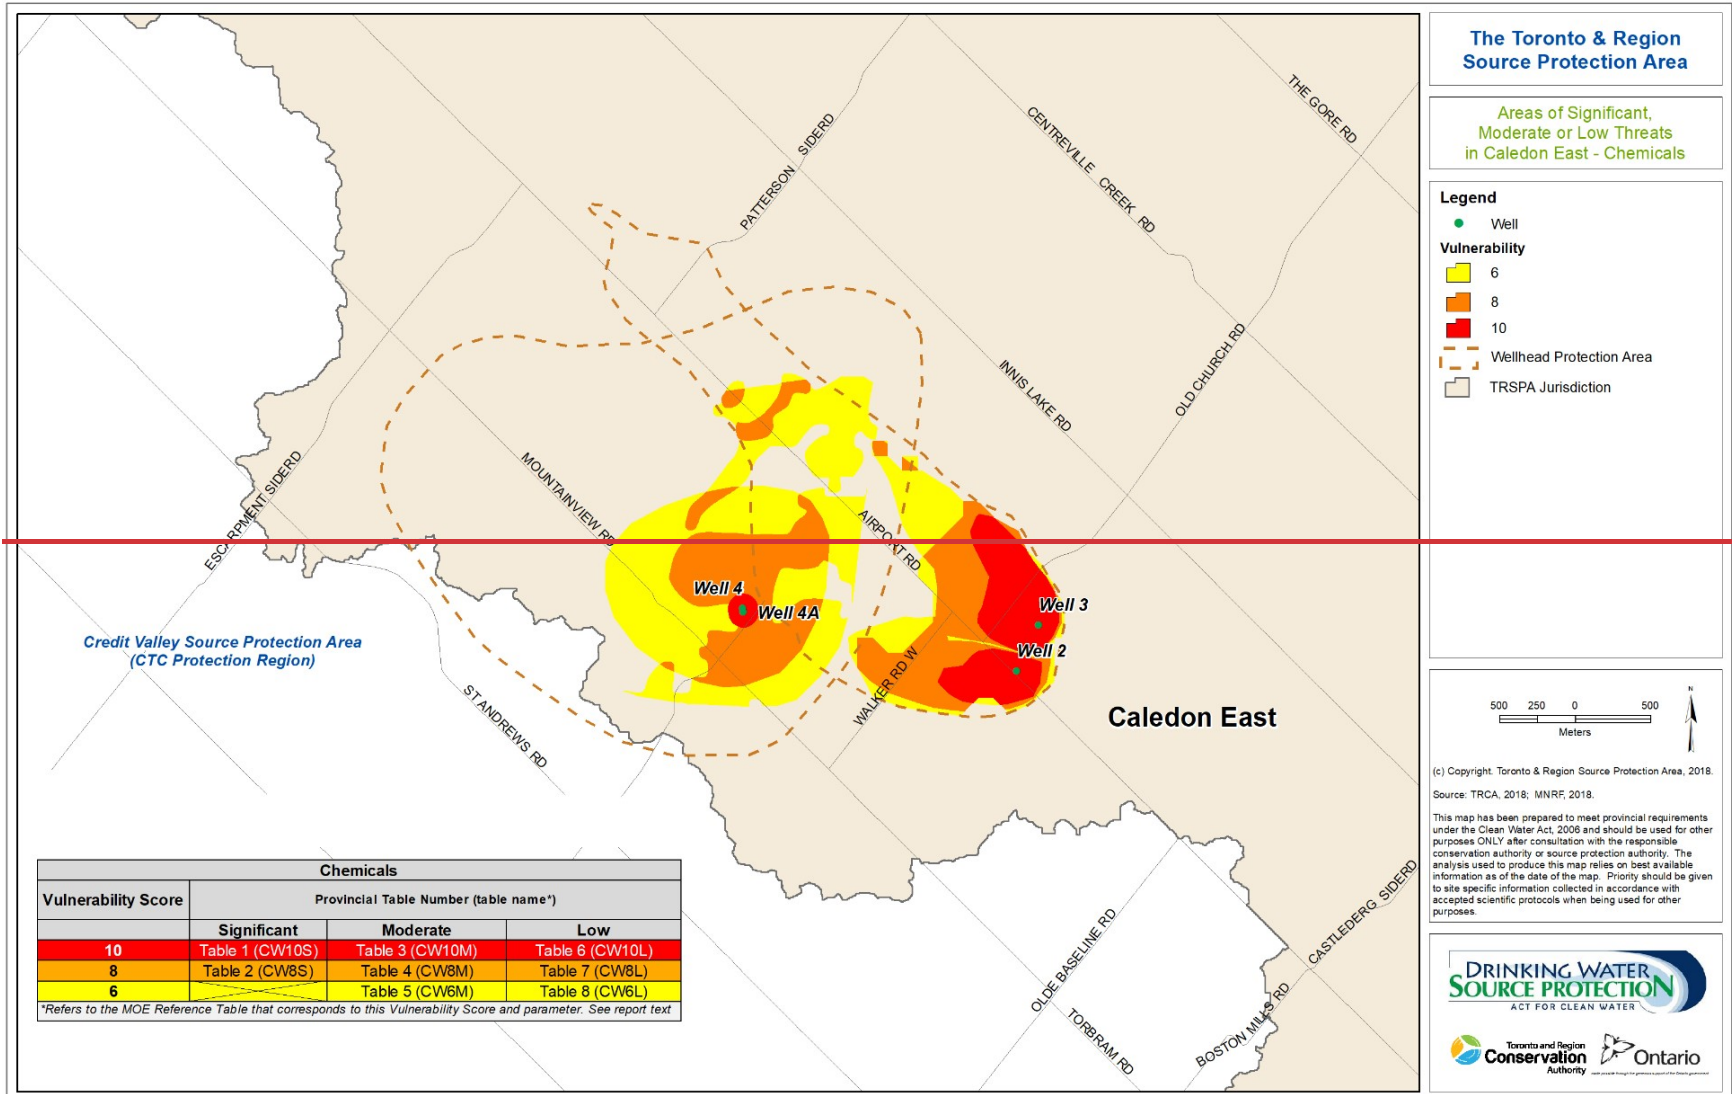 The Toronto & Region
Source Protection Area
Areas of Significant,
Moderate or Low Threats
in Caledon East - Chemicals
Legend
Well
Vulnerability
6
8
10
Wellhead Protection Area
TRSPA Jurisdiction
THE GORE RD
CENTREVILLE CREEK RD
PATTERSON SIDERD
OLD CHURCH RD
INNIS LAKE RD
ESCARPMENT SIDERD
MOUNTAINVIEW RD
AIRPORT RD
Well 4
Well 4A
Well 3
Well 2
WALKER RD W
Credit Valley Source Protection Area
(CTC Protection Region)
ST ANDREWS RD
Caledon East
OLDE BASELINE RD
TORBRAM RD
CASTLEDERG SIDERD
BOSTON MILLS RD
Chemicals
Vulnerability Score Provincial Table Number (table name*)
Significant Moderate Low
10 Table 1 (CW10S) Table 3 (CW10M) Table 6 (CW10L)
8 Table 2 (CW8S) Table 4 (CW8M) Table 7 (CW8L)
6 Table 5 (CW6M) Table 8 (CW6L)
*Refers to the MOE Reference Table that corresponds to this Vulnerability Score and parameter. See report text
N
500 250 0 500
Meters
(c) Copyright. Toronto & Region Source Protection Area, 2018.
Source: TRCA, 2018; MNRF, 2018.
This map has been prepared to meet provincial requirements
under the Clean Water Act, 2006 and should be used for other
purposes ONLY after consultation with the responsible
conservation authority or source protection authority. The
analysis used to produce this map relies on best available
information as of the date of the map. Priority should be given
to site specific information collected in accordance with
accepted scientific protocols when being used for other
purposes.
DRINKING WATER
SOURCE PROTECTION
ACT FOR CLEAN WATER
Toronto and Region
Conservation
Authority
Ontario